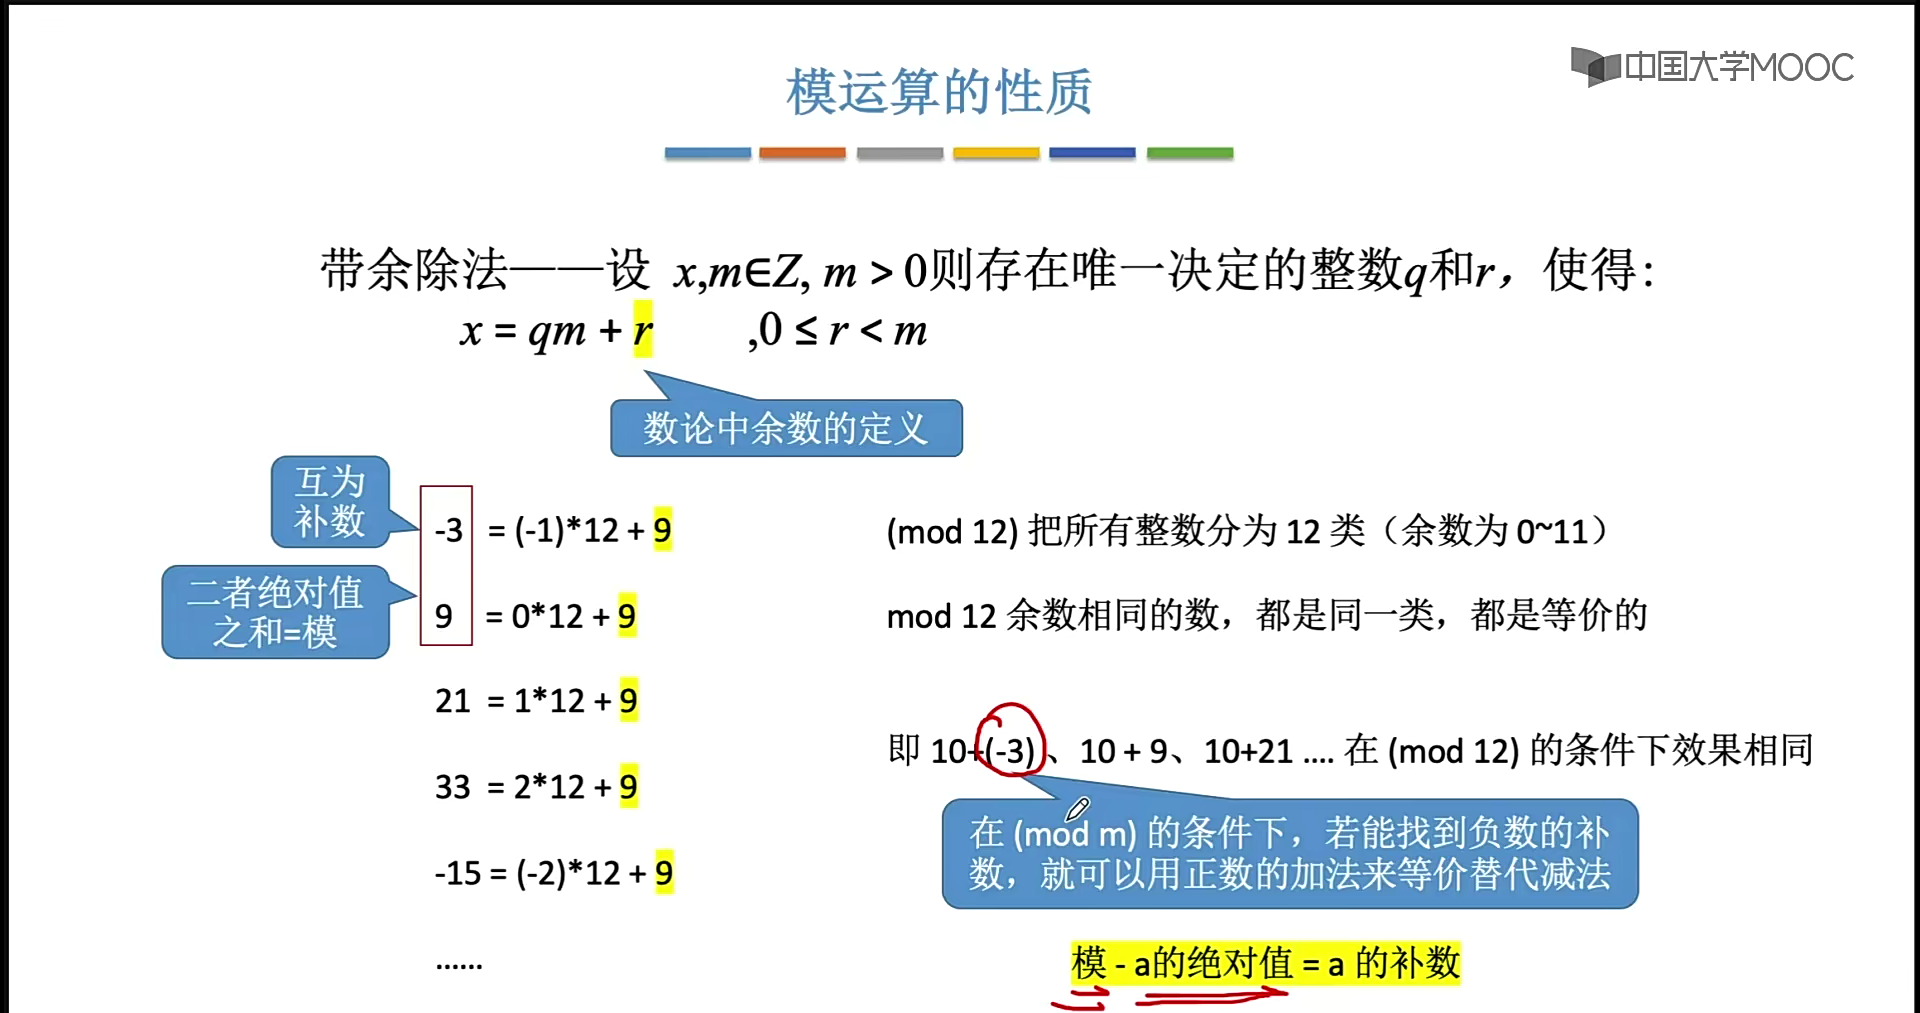 中国大学MOOC
模运算的性质
带余除法——设 x,m∈Z, m > 0则存在唯一决定的整数q和r，使得：
x = qm + r ,0 ≤ r < m
数论中余数的定义
互为
补数
二者绝对值
之和=模
-3 = (-1)*12 + 9
9 = 0*12 + 9
21 = 1*12 + 9
33 = 2*12 + 9
-15 = (-2)*12 + 9
......
(mod 12) 把所有整数分为 12 类（余数为 0~11）
mod 12 余数相同的数，都是同一类，都是等价的
即 10+(-3) 、10 + 9、10+21 .... 在 (mod 12) 的条件下效果相同
在 (mod m) 的条件下，若能找到负数的补
数，就可以用正数的加法来等价替代减法
模 - a的绝对值 = a 的补数